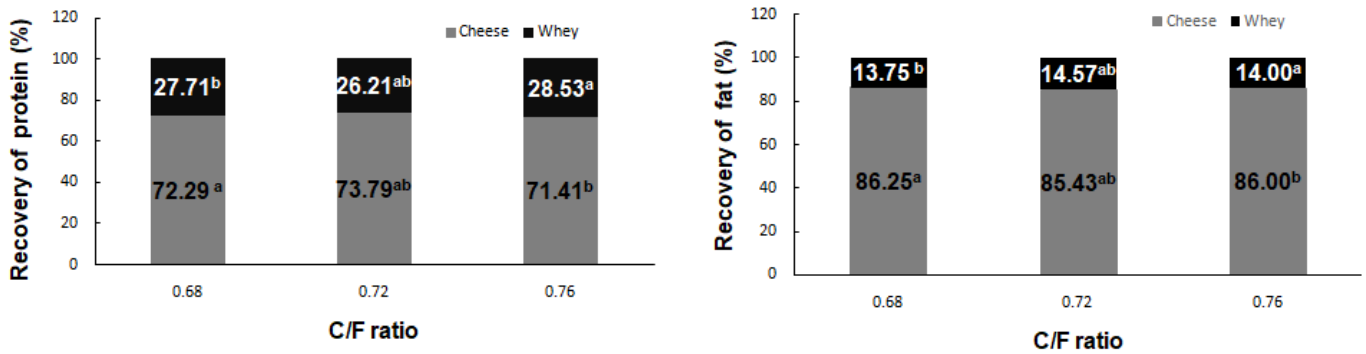 Recovery of protein (%)
120
100
80
60
40
20
0
Cheese Whey
27.71b 26.21ab 28.53a
72.29 a 73.79ab 71.41b
0.68 0.72 0.76
C/F ratio
Recovery of fat (%)
120
100
80
60
40
20
0
Cheese Whey
13.75 b 14.57ab 14.00a
86.25a 85.43ab 86.00b
0.68 0.72 0.76
C/F ratio